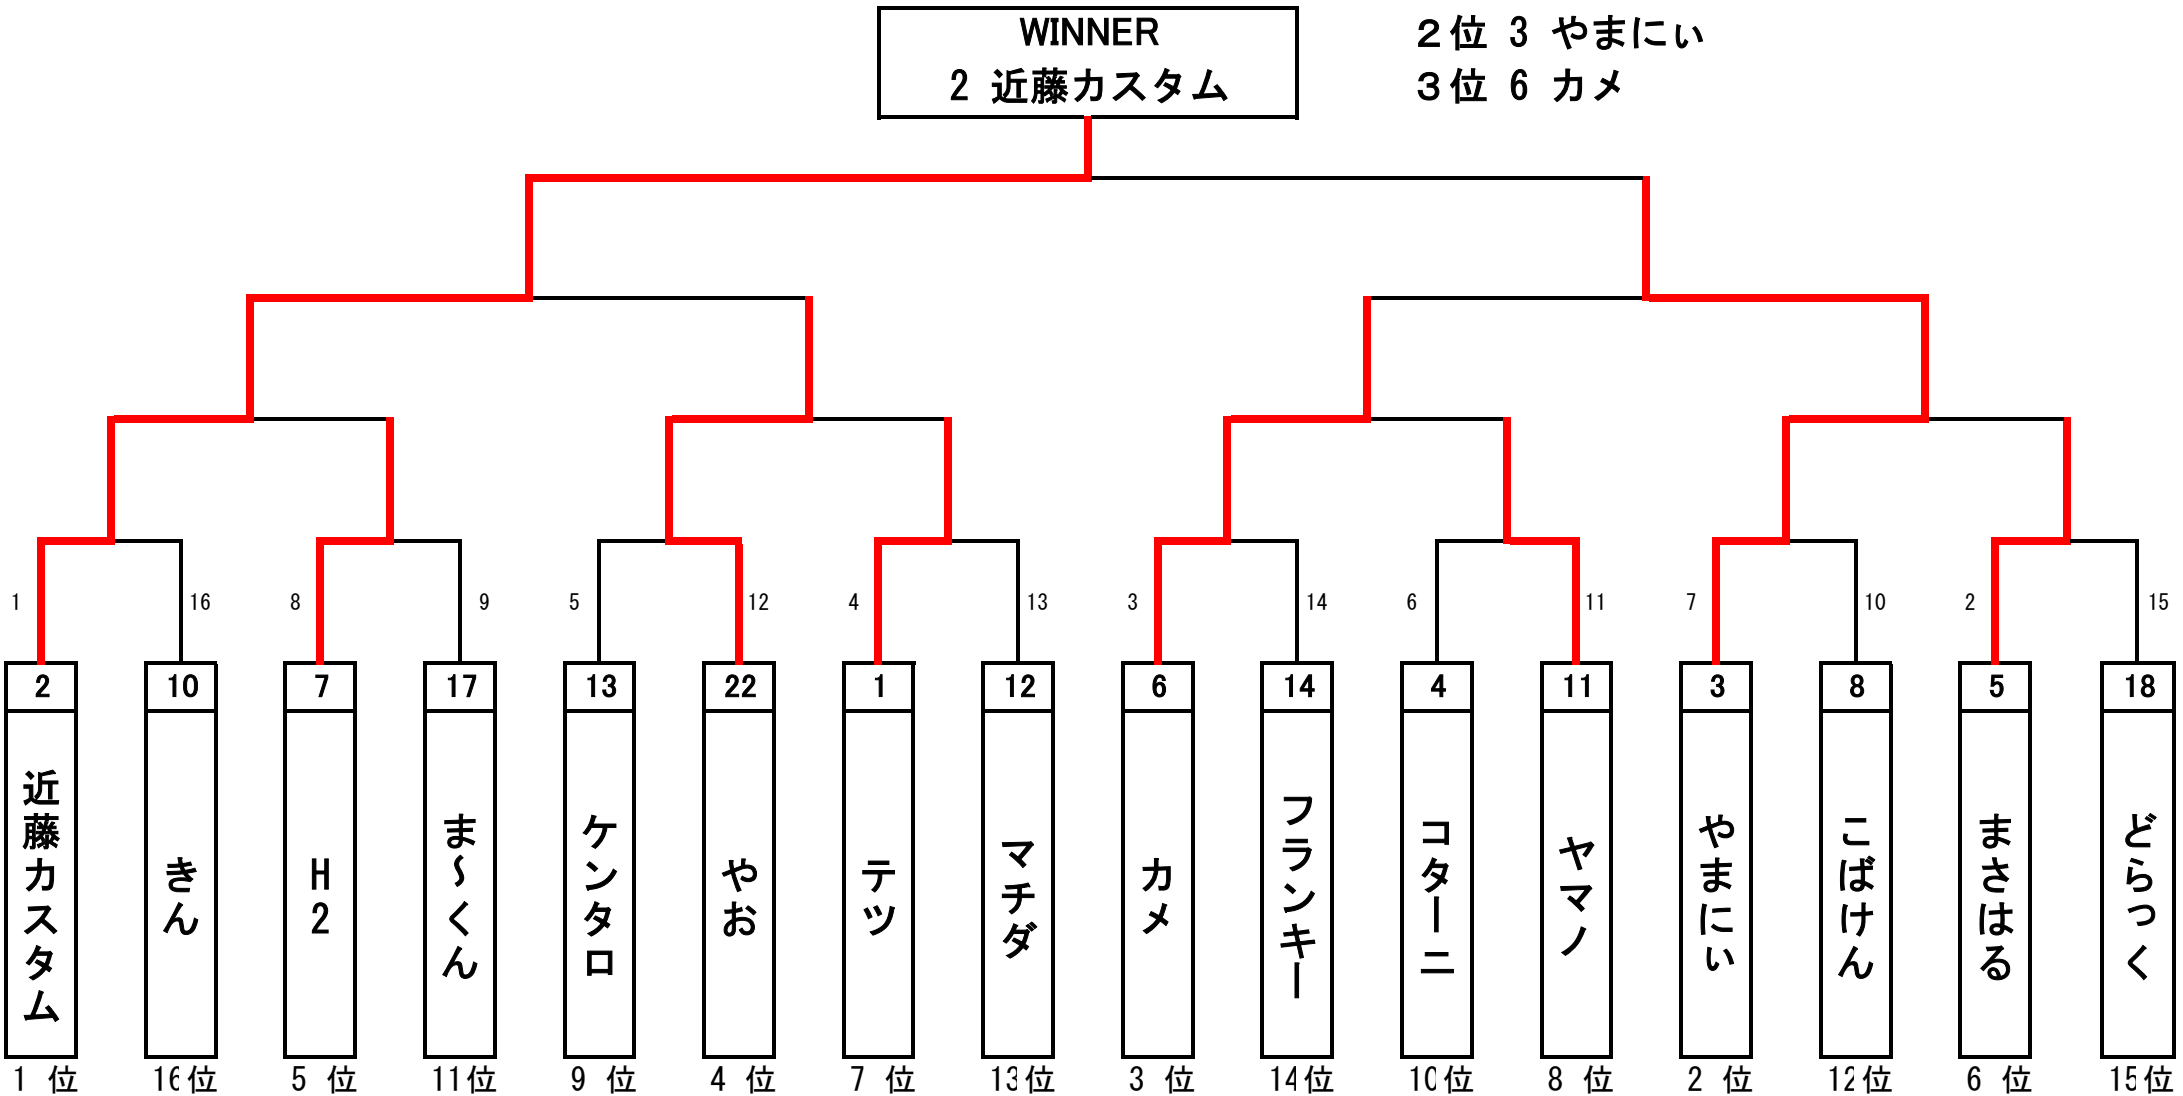 WINNER
2 近藤カスタム
２位 3 やまにぃ
３位 6 カメ
1 16 8 9 5 12 4 13 3 14 6 11 7 10 2 15
2 10 7 17 13 22 1 12 6 14 4 11 3 8 5 18
近藤カスタム
きん
H2
ま～くん
ケンタロ
やお
テツ
マチダ
カメ
フランキー
コターニ
ヤマノ
やまにぃ
こばけん
まさはる
どらっく
1 位 16位 5 位 11位 9 位 4 位 7 位 13位 3 位 14位 10位 8 位 2 位 12位 6 位 15位